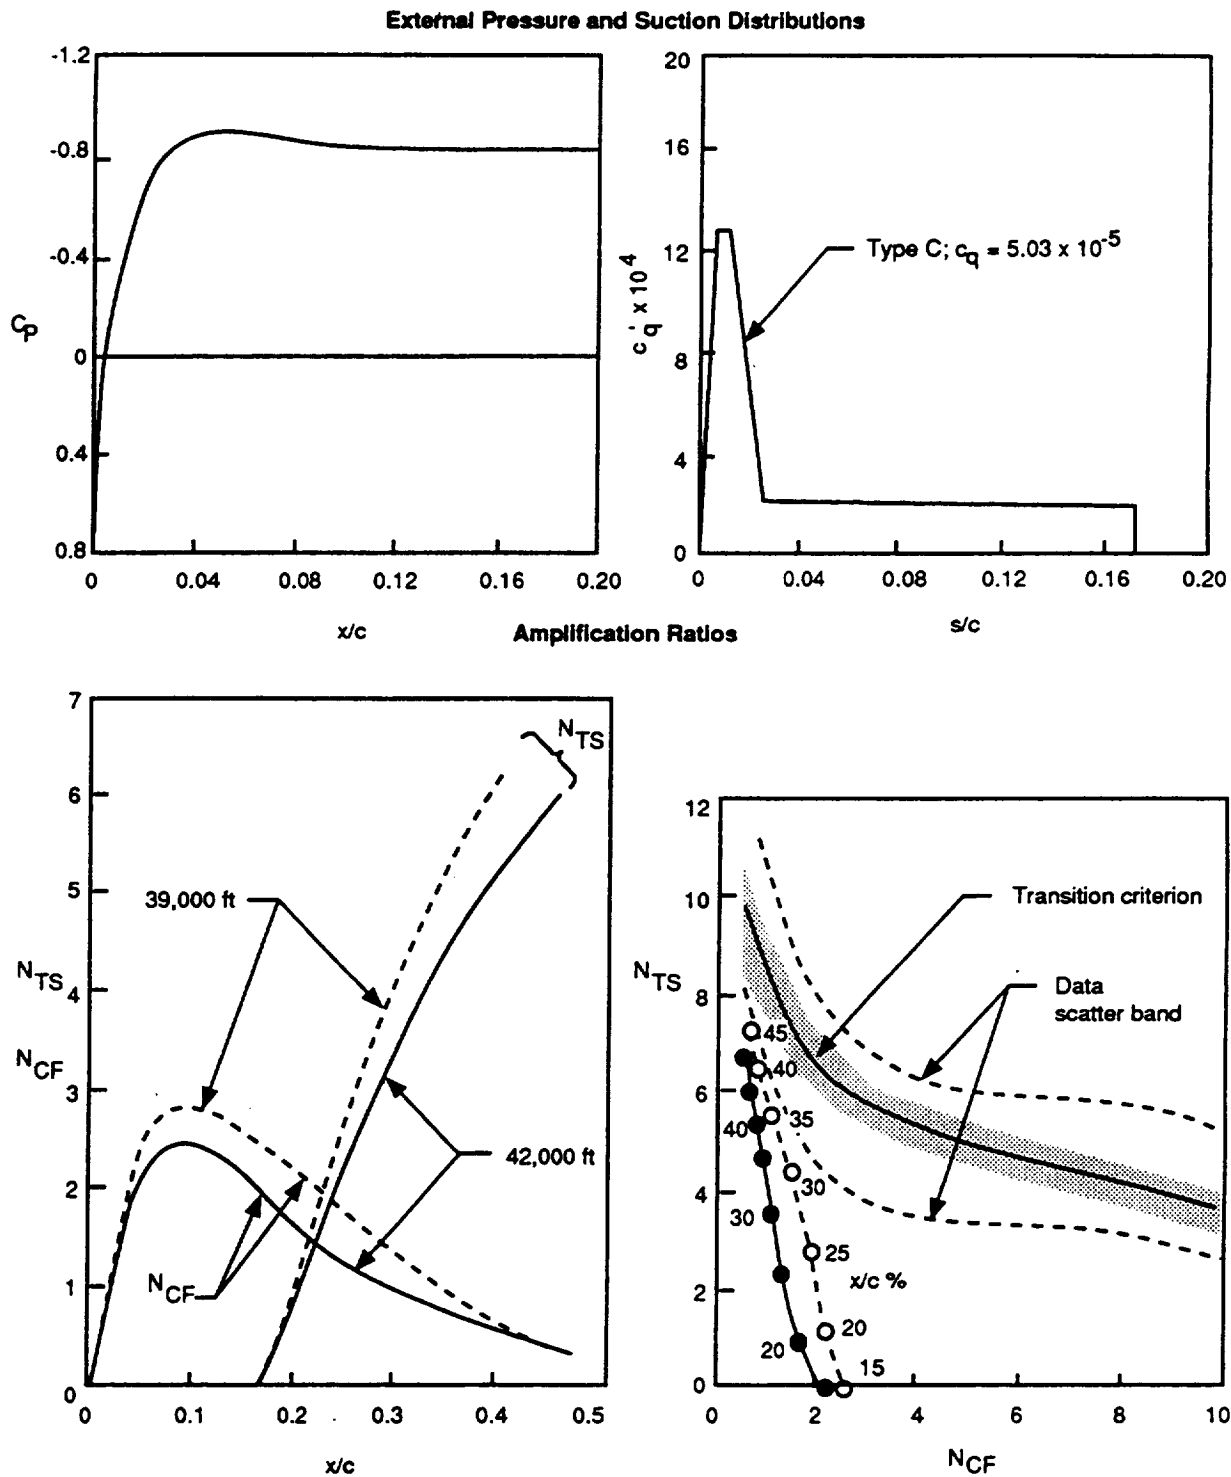 External Pressure and Suction Distributions
-1.2
-0.8
-0.4
0
0.4
0.8
Cp
0 0.04 0.08 0.12 0.16 0.20
x/c
20
16
12
8
4
0
c'q x 10^4
Type C; cq = 5.03 x 10^-5
0 0.04 0.08 0.12 0.16 0.20
s/c
Amplification Ratios
7
6
5
4
3
2
1
0
NTS
NCF
NTS
39,000 ft
42,000 ft
NCF
0 0.1 0.2 0.3 0.4 0.5
x/c
12
10
8
6
4
2
0
NTS
Transition criterion
Data
scatter band
45
40
35
40
30
30
25
x/c %
20
20
15
0 2 4 6 8 10
NCF